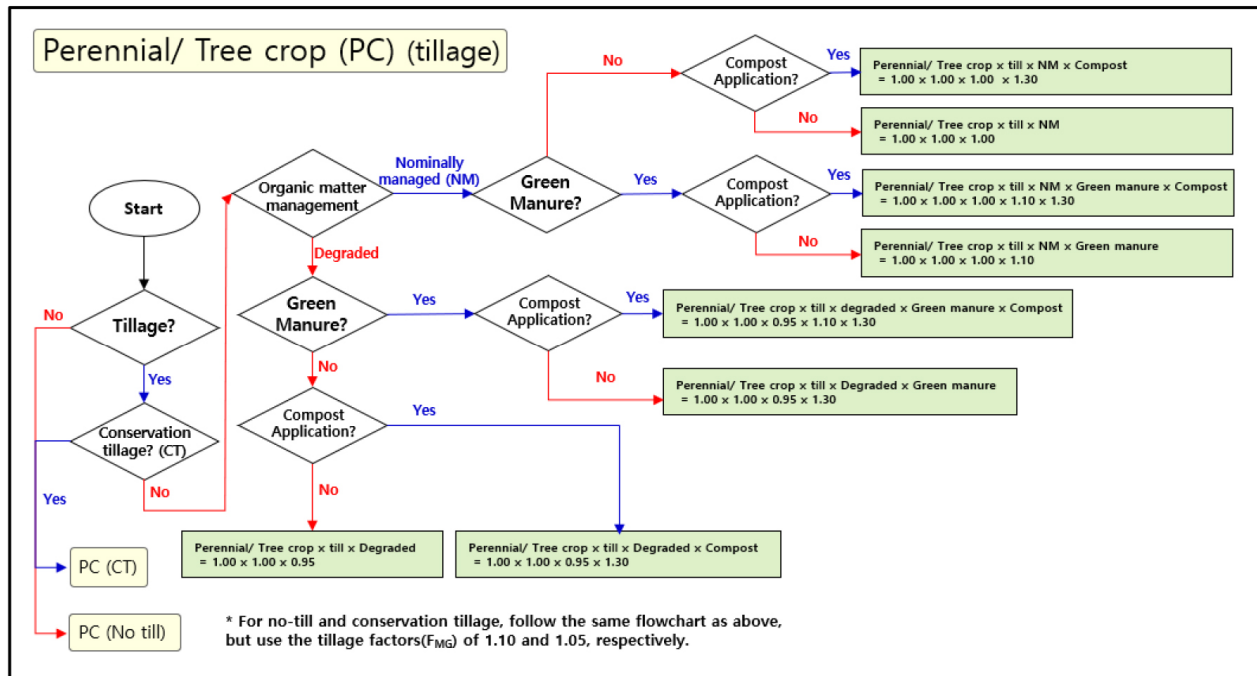 Perennial/ Tree crop (PC) (tillage)
No
Compost
Application?
Yes
Perennial/ Tree crop × till × NM × Compost
= 1.00 x 1.00 x 1.00 x 1.30
No
Perennial/ Tree crop × till × NM
= 1.00 x 1.00 x 1.00
Start
Organic matter
management
Nominally
managed (NM)
Green
Manure?
Yes
Compost
Application?
Yes
Perennial/ Tree crop × till × NM × Green manure × Compost
= 1.00 x 1.00 x 1.00 x 1.10 x 1.30
No
Perennial/ Tree crop × till × NM × Green manure
= 1.00 x 1.00 x 1.00 x 1.10
Degraded
No
Tillage?
Green
Manure?
Yes
Compost
Application?
Yes
Perennial/ Tree crop × till × degraded × Green manure × Compost
= 1.00 x 1.00 x 0.95 x 1.10 x 1.30
Yes
No
No
Perennial/ Tree crop × till × Degraded × Green manure
= 1.00 x 1.00 x 0.95 x 1.30
Conservation
tillage? (CT)
Compost
Application?
Yes
Yes
No
No
Perennial/ Tree crop × till × Degraded
= 1.00 x 1.00 x 0.95
Perennial/ Tree crop × till × Degraded × Compost
= 1.00 x 1.00 x 0.95 x 1.30
PC (CT)
PC (No till)
* For no-till and conservation tillage, follow the same flowchart as above,
but use the tillage factors(FMG) of 1.10 and 1.05, respectively.